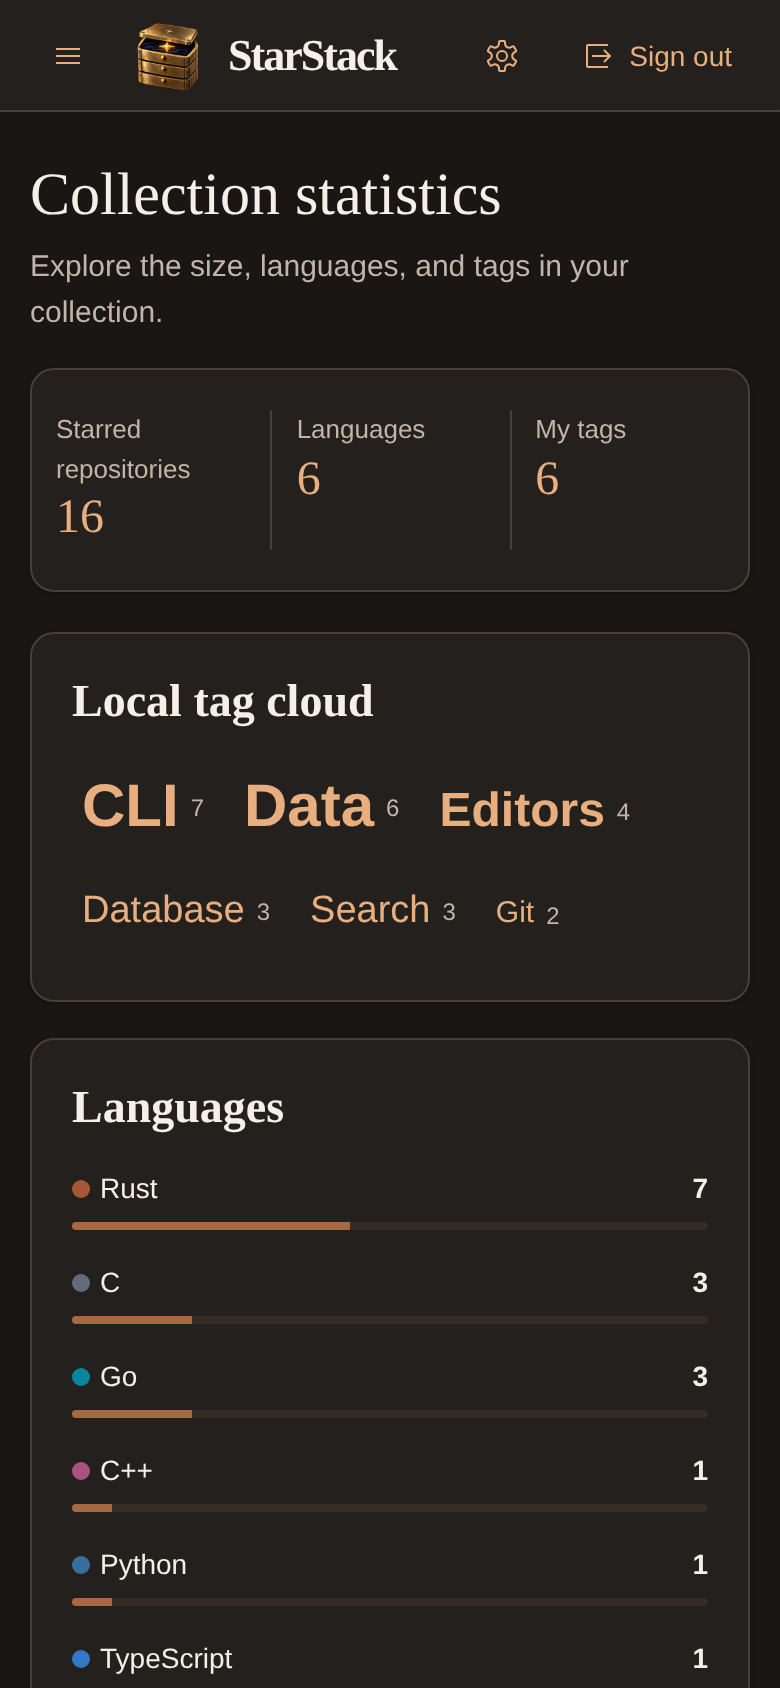 StarStack
Sign out
Collection statistics
Explore the size, languages, and tags in your
collection.
Starred
repositories
16
Languages
6
My tags
6
Local tag cloud
CLI 7 Data 6 Editors 4
Database 3 Search 3 Git 2
Languages
Rust 7
C 3
Go 3
C++ 1
Python 1
TypeScript 1